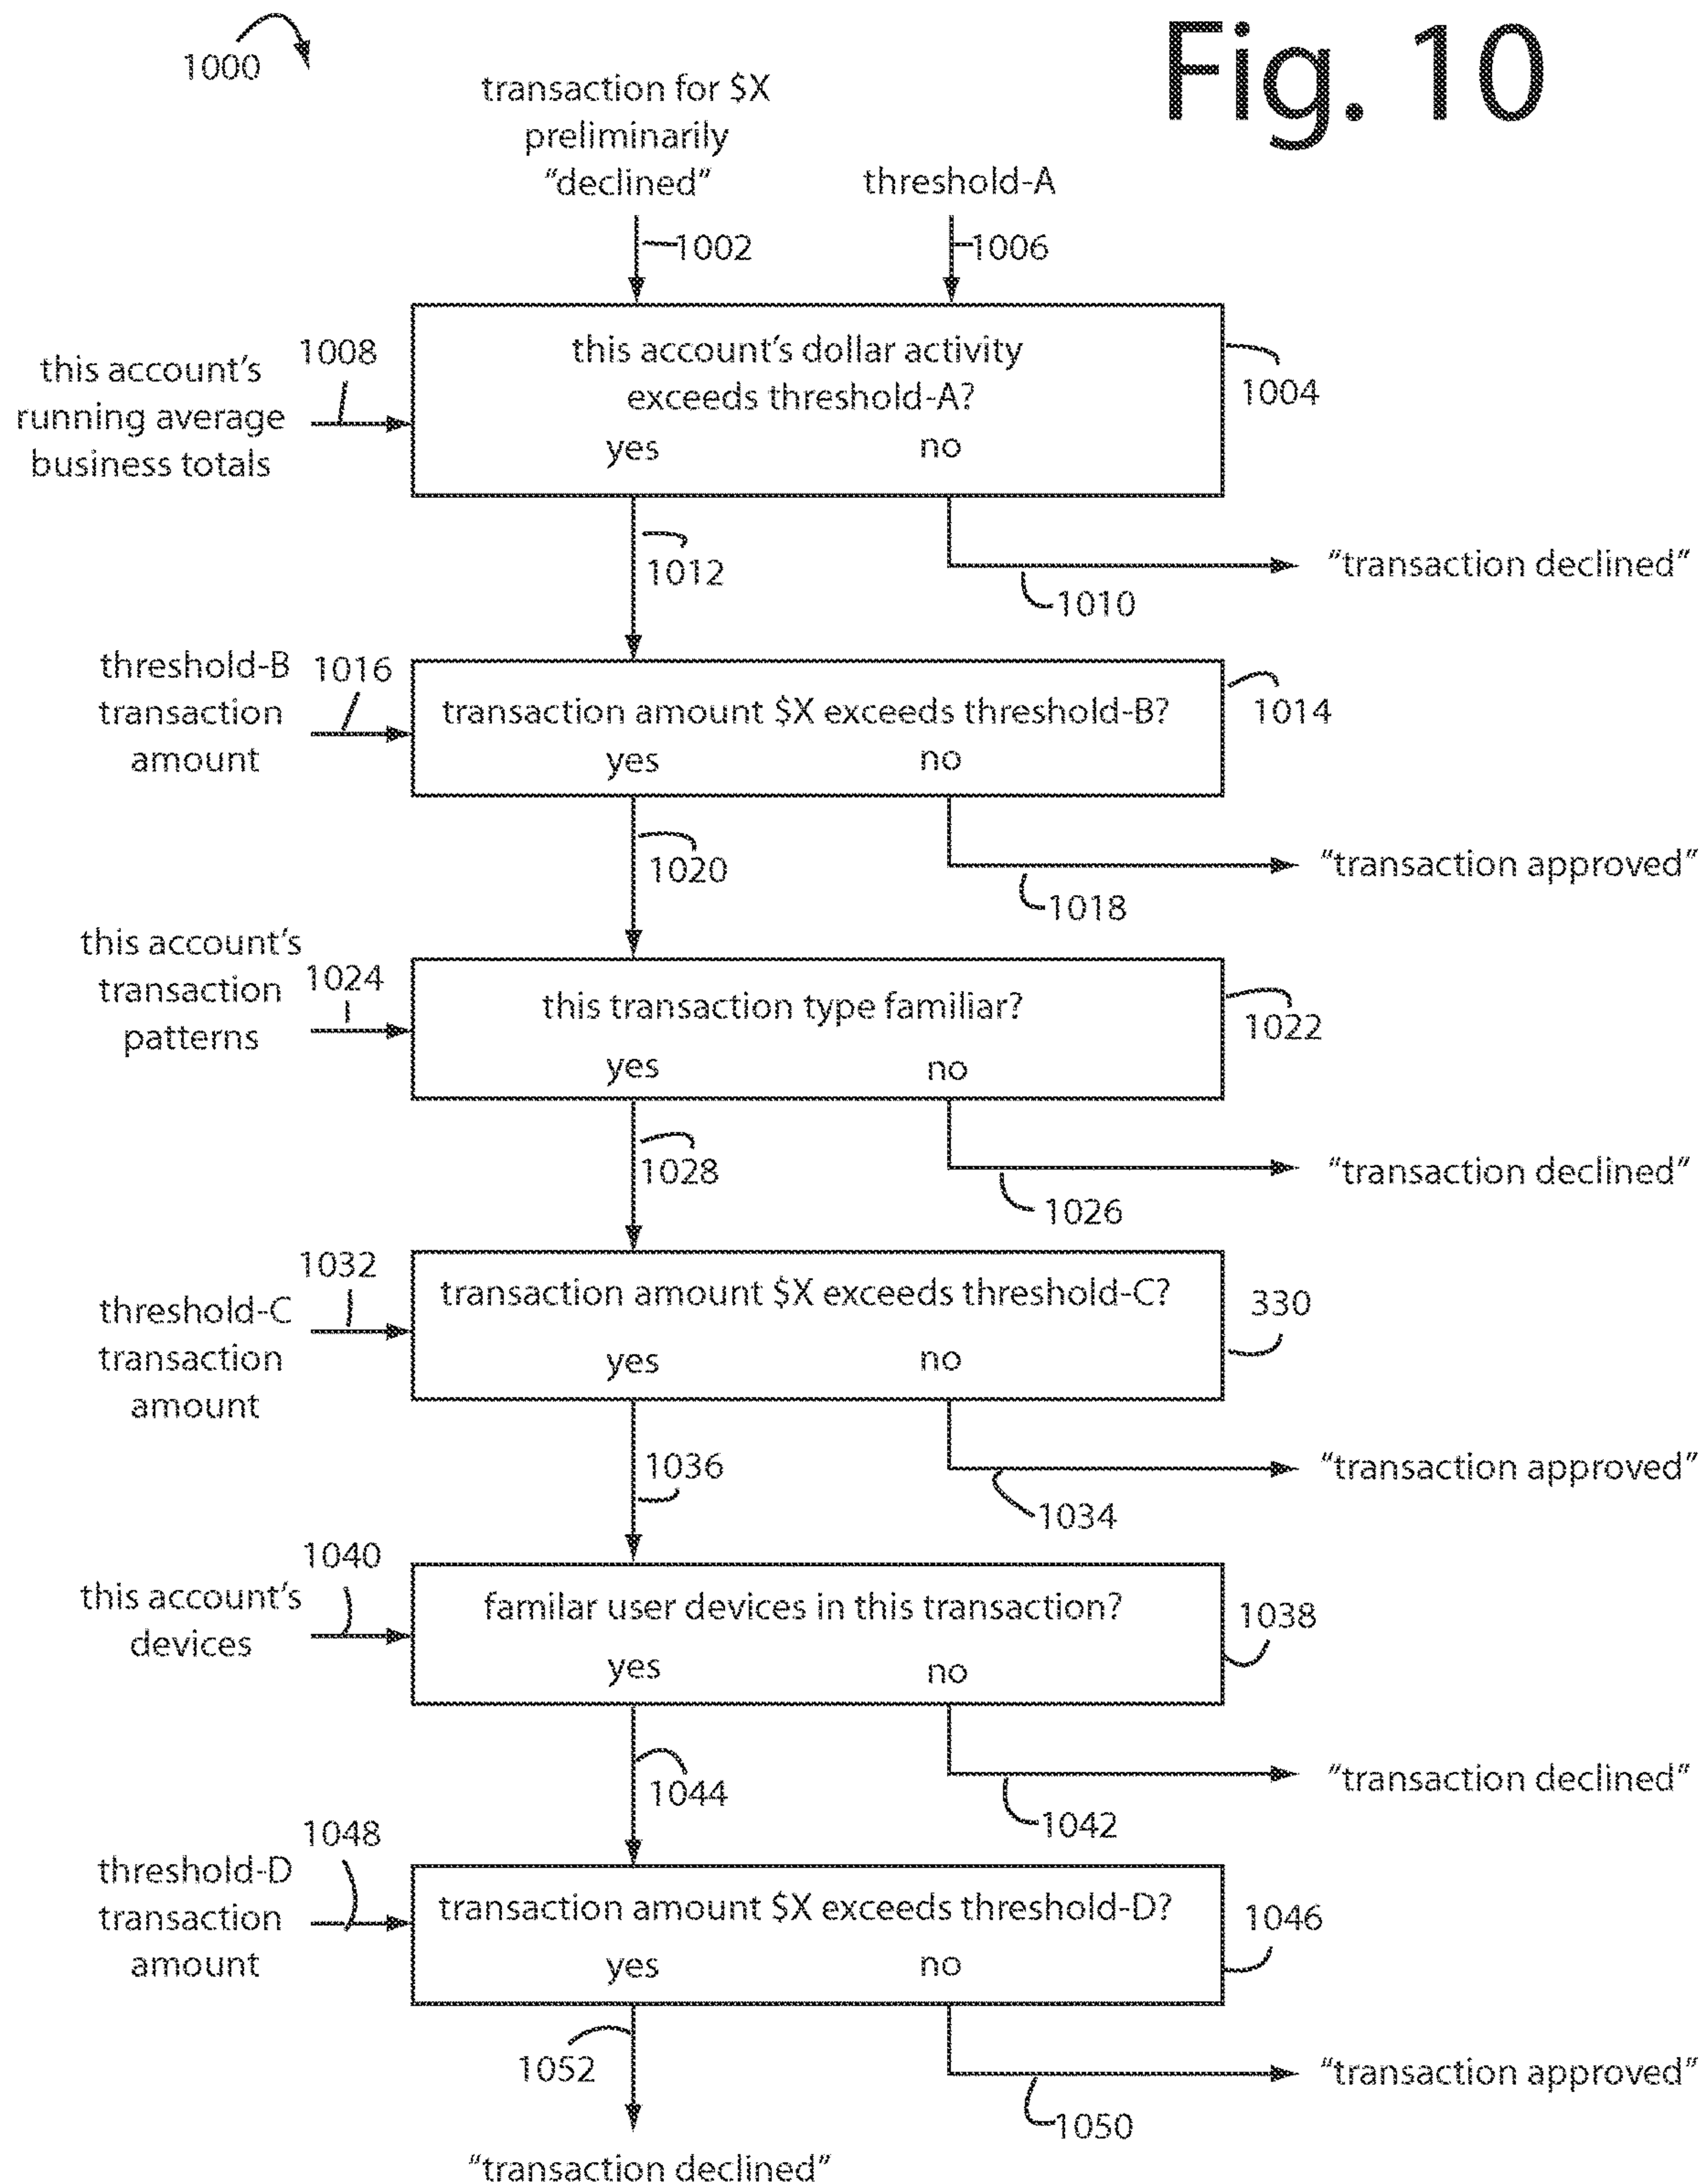 Fig. 10
1000
transaction for $X
preliminarily
“declined”
threshold-A
1002
1006
this account’s
running average
business totals
1008
this account’s dollar activity
exceeds threshold-A?
yes
no
1004
1012
1010
“transaction declined”
threshold-B
transaction
amount
1016
transaction amount $X exceeds threshold-B?
yes
no
1014
1020
1018
“transaction approved”
this account’s
transaction
patterns
1024
this transaction type familiar?
yes
no
1022
1028
1026
“transaction declined”
threshold-C
transaction
amount
1032
transaction amount $X exceeds threshold-C?
yes
no
330
1036
1034
“transaction approved”
this account’s
devices
1040
familar user devices in this transaction?
yes
no
1038
1044
1042
“transaction declined”
threshold-D
transaction
amount
1048
transaction amount $X exceeds threshold-D?
yes
no
1046
1052
1050
“transaction approved”
“transaction declined”